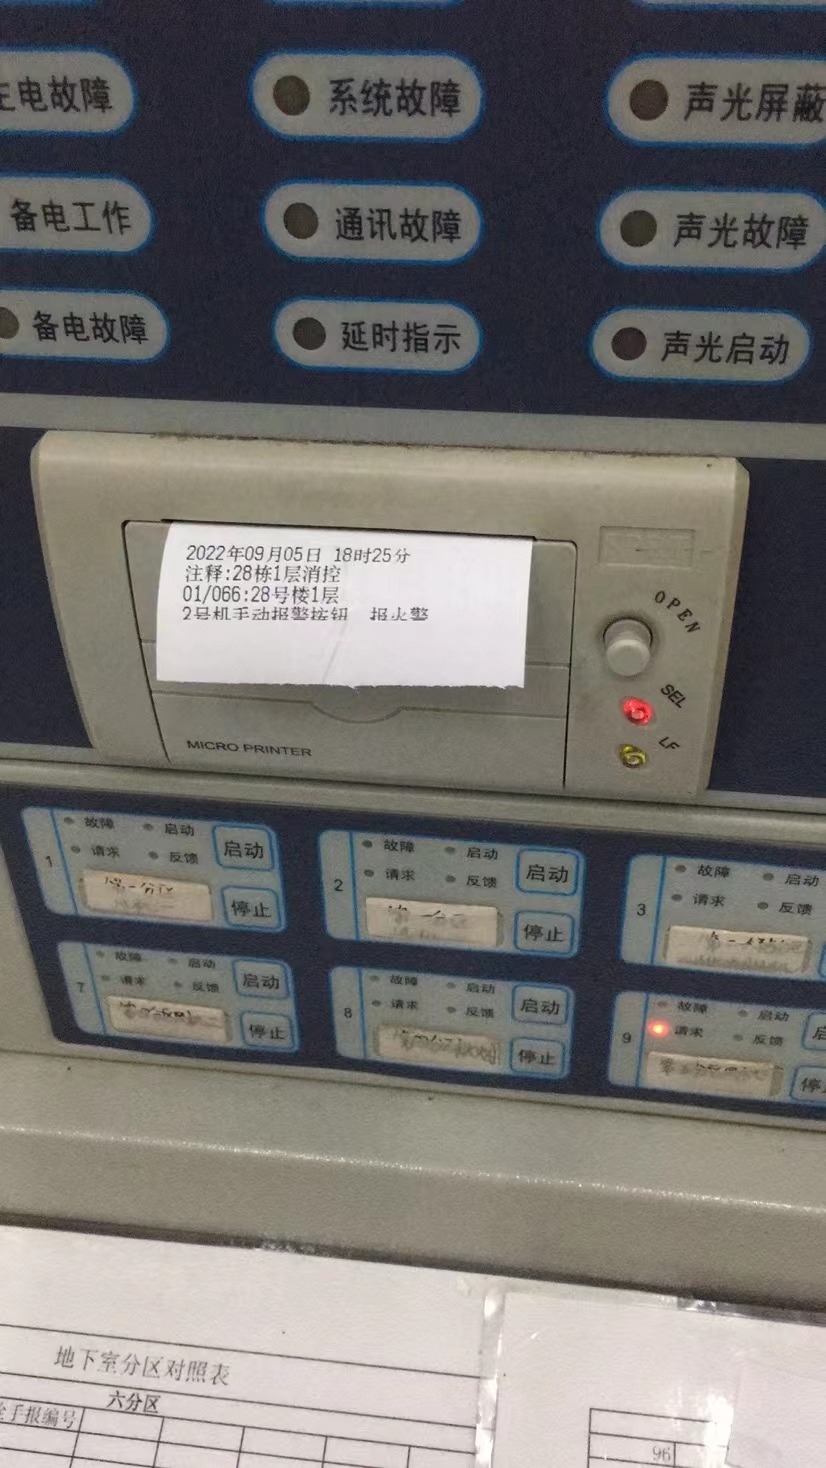 电故障
系统故障
声光屏蔽
备电工作
通讯故障
声光故障
备电故障
延时指示
声光启动
2022年09月05日 18时25分
注释:28栋1层消控
01/066:28号楼1层
2号机手动报警按钮 报火警
OPEN
SEL
LF
MICRO PRINTER
1
故障
启动
请求
反馈
启动
停止
2
故障
启动
请求
反馈
启动
停止
3
故障
启动
请求
反馈
7
故障
启动
请求
反馈
启动
停止
8
故障
启动
请求
反馈
启动
停止
9
故障
启动
请求
反馈
启
停
地下室分区对照表
六分区
手报编号
96